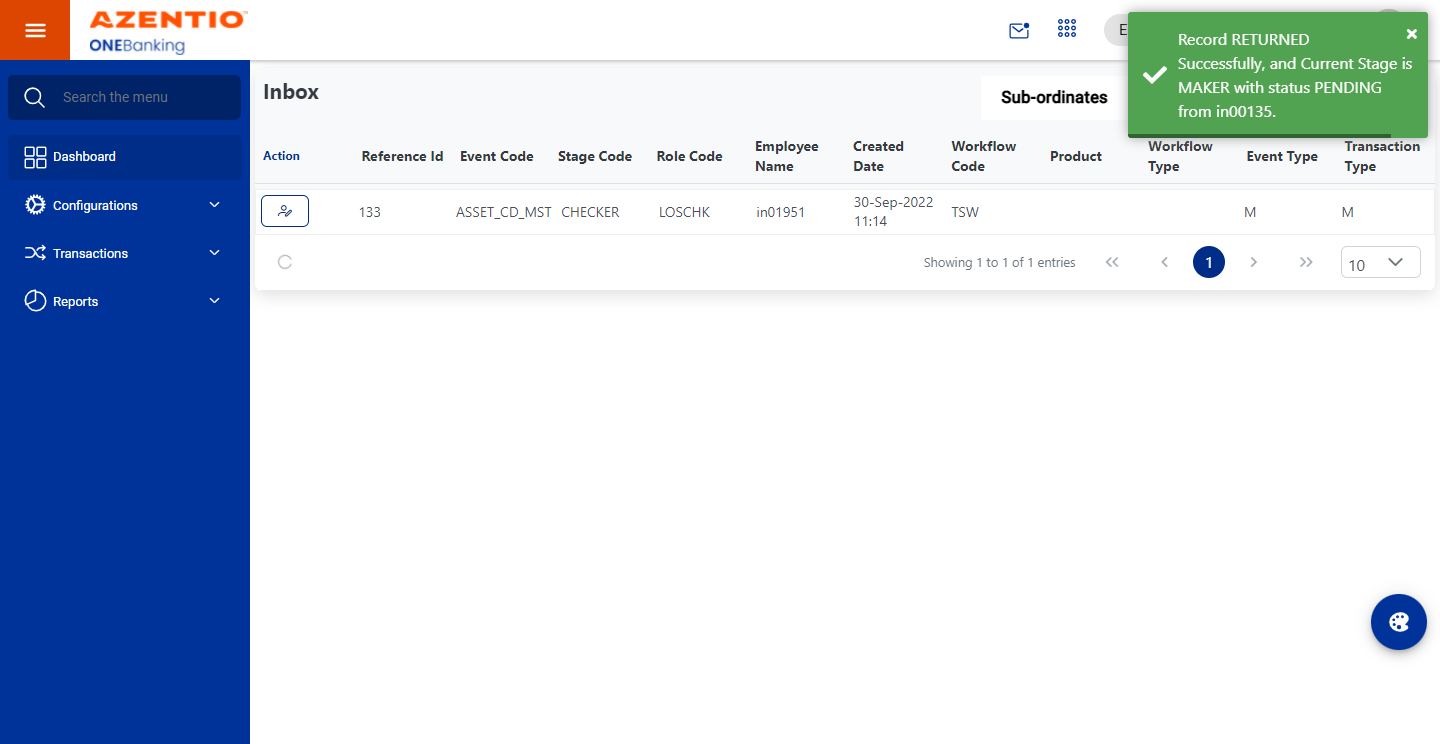 AZENTIO
ONEBanking
E
Record RETURNED
Successfully, and Current Stage is
MAKER with status PENDING
from in00135.
Search the menu
Dashboard
Configurations
Transactions
Reports
Inbox
Sub-ordinates
Action Reference Id Event Code Stage Code Role Code Employee Name Created Date Workflow Code Product Workflow Type Event Type Transaction Type
133 ASSET_CD_MST CHECKER LOSCHK in01951 30-Sep-2022 11:14 TSW M M
Showing 1 to 1 of 1 entries 1 10